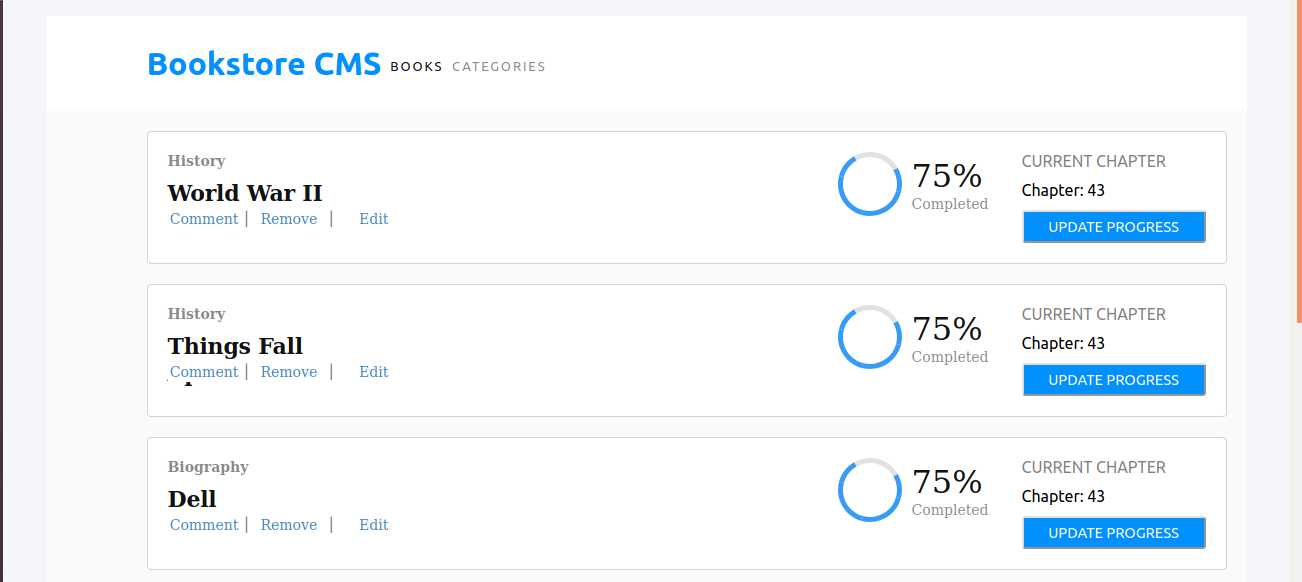 Bookstore CMS BOOKS CATEGORIES
History
World War II
Comment | Remove | Edit
75%
Completed
CURRENT CHAPTER
Chapter: 43
UPDATE PROGRESS
History
Things Fall
Comment | Remove | Edit
75%
Completed
CURRENT CHAPTER
Chapter: 43
UPDATE PROGRESS
Biography
Dell
Comment | Remove | Edit
75%
Completed
CURRENT CHAPTER
Chapter: 43
UPDATE PROGRESS